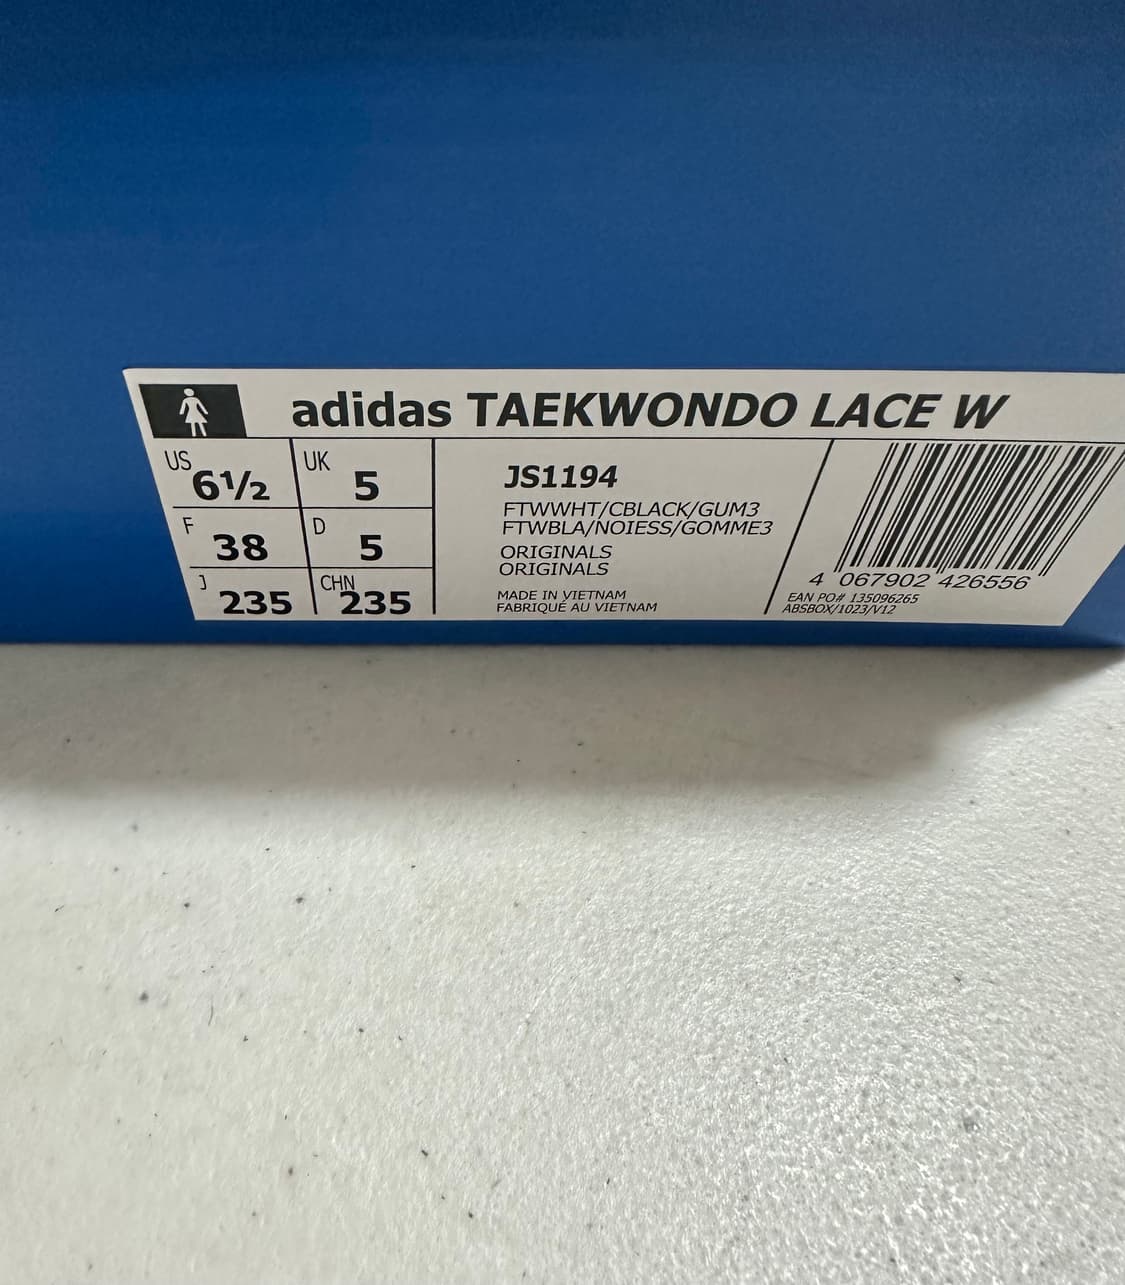 adidas TAEKWONDO LACE W
US 6½ UK 5
F 38 D 5
J 235 CHN 235
JS1194
FTWWHT/CBLACK/GUM3
FTWBLA/NOIESS/GOMME3
ORIGINALS
ORIGINALS
MADE IN VIETNAM
FABRIQUÉ AU VIETNAM
4 067902 426556
EAN PO# 135096265
ABSBOX/1023/V12